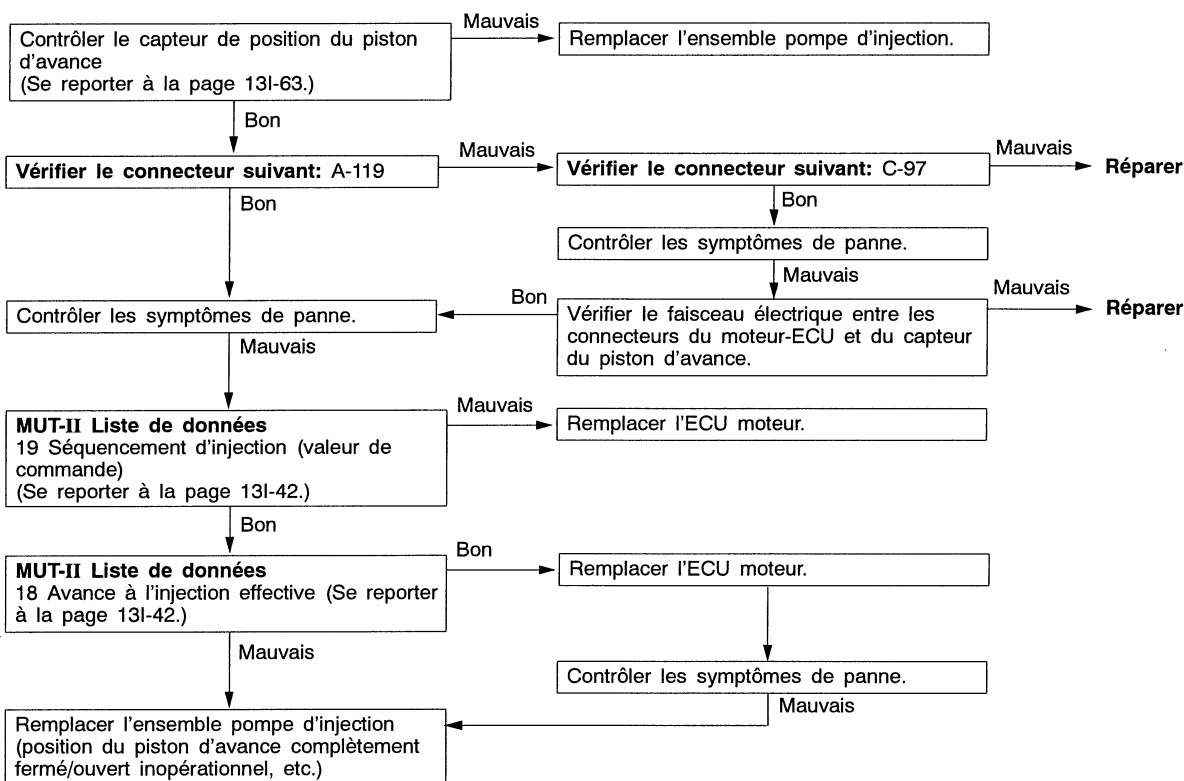 Contrôler le capteur de position du piston
d'avance
(Se reporter à la page 13I-63.)
Mauvais
Remplacer l'ensemble pompe d'injection.
Bon
Vérifier le connecteur suivant: A-119
Mauvais
Vérifier le connecteur suivant: C-97
Mauvais
Réparer
Bon
Bon
Contrôler les symptômes de panne.
Mauvais
Contrôler les symptômes de panne.
Bon
Vérifier le faisceau électrique entre les
connecteurs du moteur-ECU et du capteur
du piston d'avance.
Mauvais
Réparer
Mauvais
MUT-II Liste de données
19 Séquencement d'injection (valeur de
commande)
(Se reporter à la page 13I-42.)
Mauvais
Remplacer l'ECU moteur.
Bon
MUT-II Liste de données
18 Avance à l'injection effective (Se reporter
à la page 13I-42.)
Bon
Remplacer l'ECU moteur.
Mauvais
Contrôler les symptômes de panne.
Mauvais
Remplacer l'ensemble pompe d'injection
(position du piston d'avance complètement
fermé/ouvert inopérationnel, etc.)